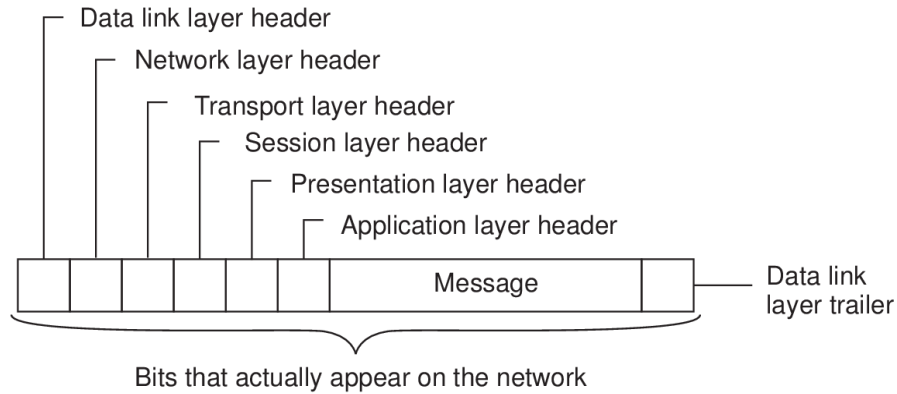 Data link layer header
Network layer header
Transport layer header
Session layer header
Presentation layer header
Application layer header
Message
Data link
layer trailer
Bits that actually appear on the network